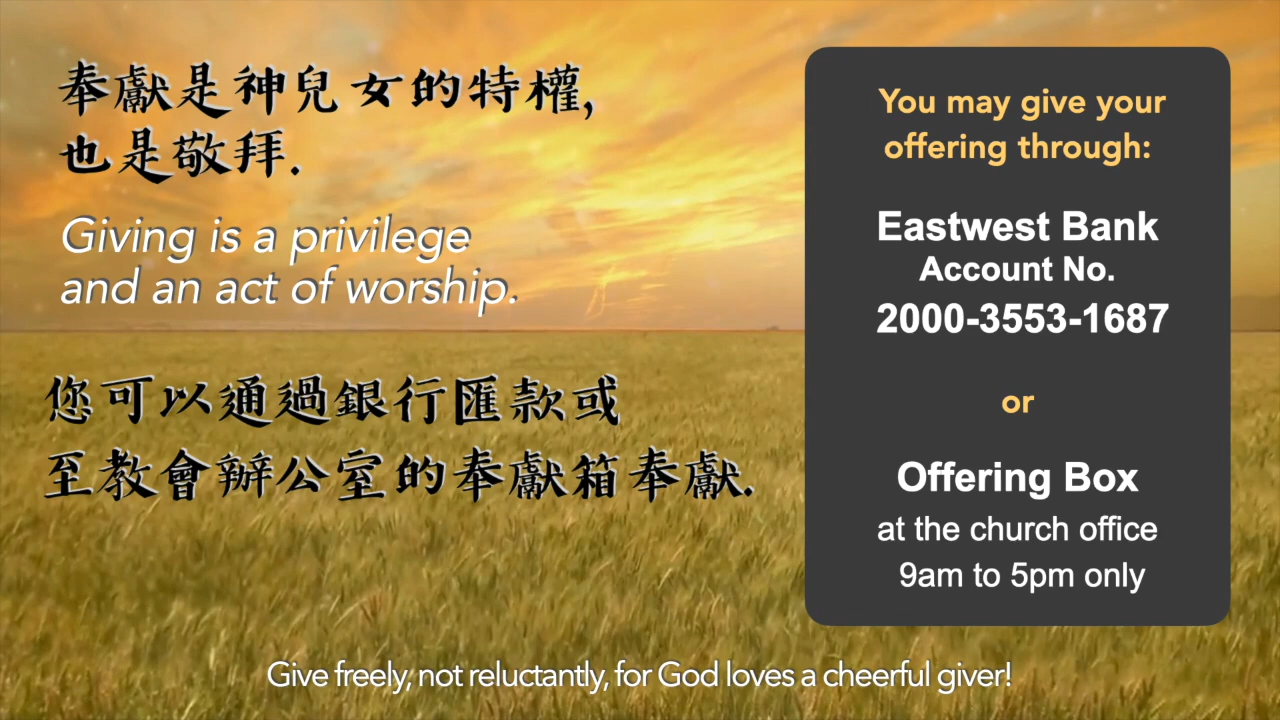 奉獻是神兒女的特權,
也是敬拜.
Giving is a privilege
and an act of worship.
您可以通過銀行匯款或
至教會辦公室的奉獻箱奉獻.
You may give your
offering through:
Eastwest Bank
Account No.
2000-3553-1687
or
Offering Box
at the church office
9am to 5pm only
Give freely, not reluctantly, for God loves a cheerful giver!